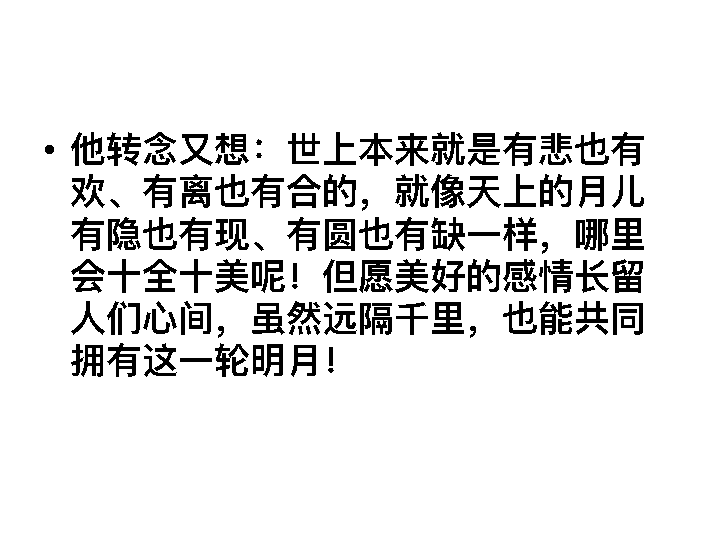 • 他转念又想：世上本来就是有悲也有
欢、有离也有合的，就像天上的月儿
有隐也有现、有圆也有缺一样，哪里
会十全十美呢！但愿美好的感情长留
人们心间，虽然远隔千里，也能共同
拥有这一轮明月！